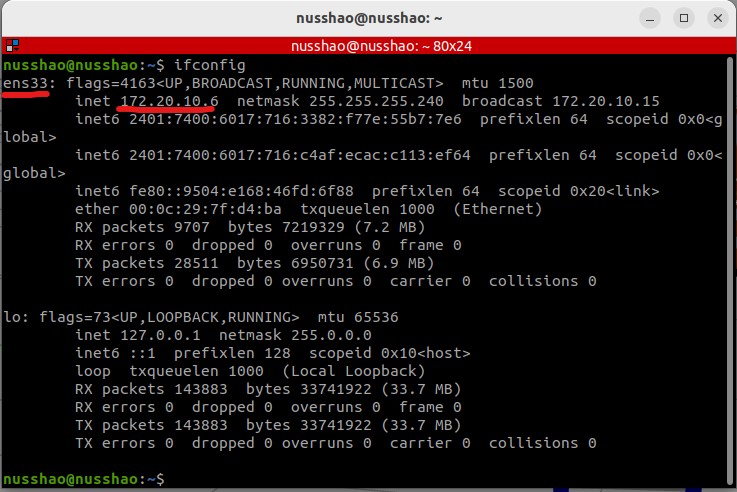 nusshao@nusshao: ~
nusshao@nusshao: ~ 80x24
nusshao@nusshao:~$ ifconfig
ens33: flags=4163<UP,BROADCAST,RUNNING,MULTICAST>  mtu 1500
        inet 172.20.10.6  netmask 255.255.255.240  broadcast 172.20.10.15
        inet6 2401:7400:6017:716:3382:f77e:55b7:7e6  prefixlen 64  scopeid 0x0<g
lobal>
        inet6 2401:7400:6017:716:c4af:ecac:c113:ef64  prefixlen 64  scopeid 0x0<
global>
        inet6 fe80::9504:e168:46fd:6f88  prefixlen 64  scopeid 0x20<link>
        ether 00:0c:29:7f:d4:ba  txqueuelen 1000  (Ethernet)
        RX packets 9707  bytes 7219329 (7.2 MB)
        RX errors 0  dropped 0  overruns 0  frame 0
        TX packets 28511  bytes 6950731 (6.9 MB)
        TX errors 0  dropped 0 overruns 0  carrier 0  collisions 0
lo: flags=73<UP,LOOPBACK,RUNNING>  mtu 65536
        inet 127.0.0.1  netmask 255.0.0.0
        inet6 ::1  prefixlen 128  scopeid 0x10<host>
        loop  txqueuelen 1000  (Local Loopback)
        RX packets 143883  bytes 33741922 (33.7 MB)
        RX errors 0  dropped 0  overruns 0  frame 0
        TX packets 143883  bytes 33741922 (33.7 MB)
        TX errors 0  dropped 0 overruns 0  carrier 0  collisions 0
nusshao@nusshao:~$